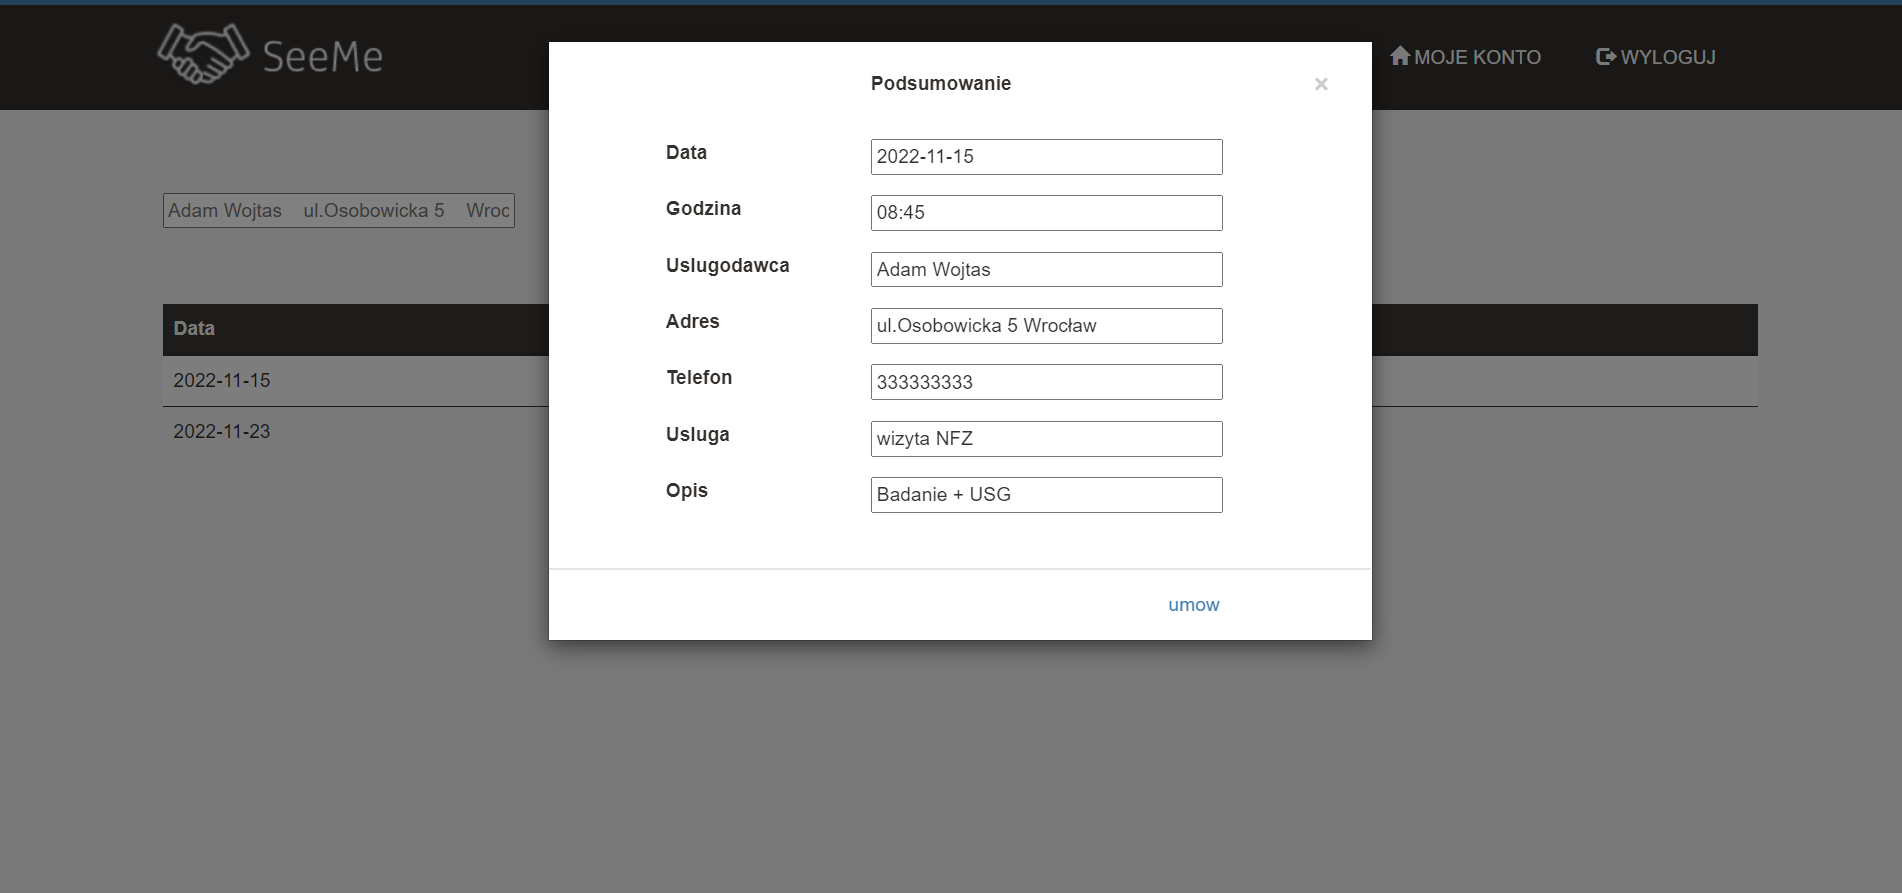 SeeMe
MOJE KONTO
WYLOGUJ
Podsumowanie
×
Data
2022-11-15
Godzina
08:45
Uslugodawca
Adam Wojtas
Adres
ul.Osobowicka 5 Wrocław
Telefon
333333333
Usluga
wizyta NFZ
Opis
Badanie + USG
umow
Adam Wojtas ul.Osobowicka 5 Wroc
Data
2022-11-15
2022-11-23